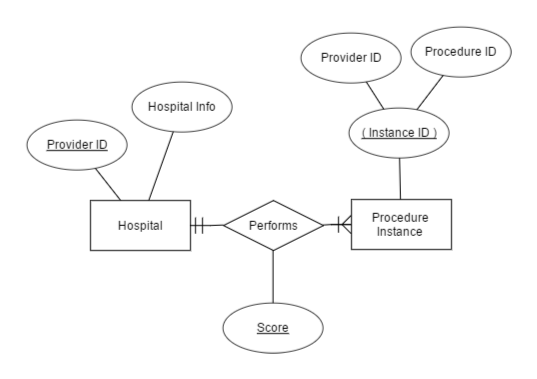 Provider ID
Procedure ID
Hospital Info
( Instance ID )
Provider ID
Hospital
Performs
Procedure
Instance
Score